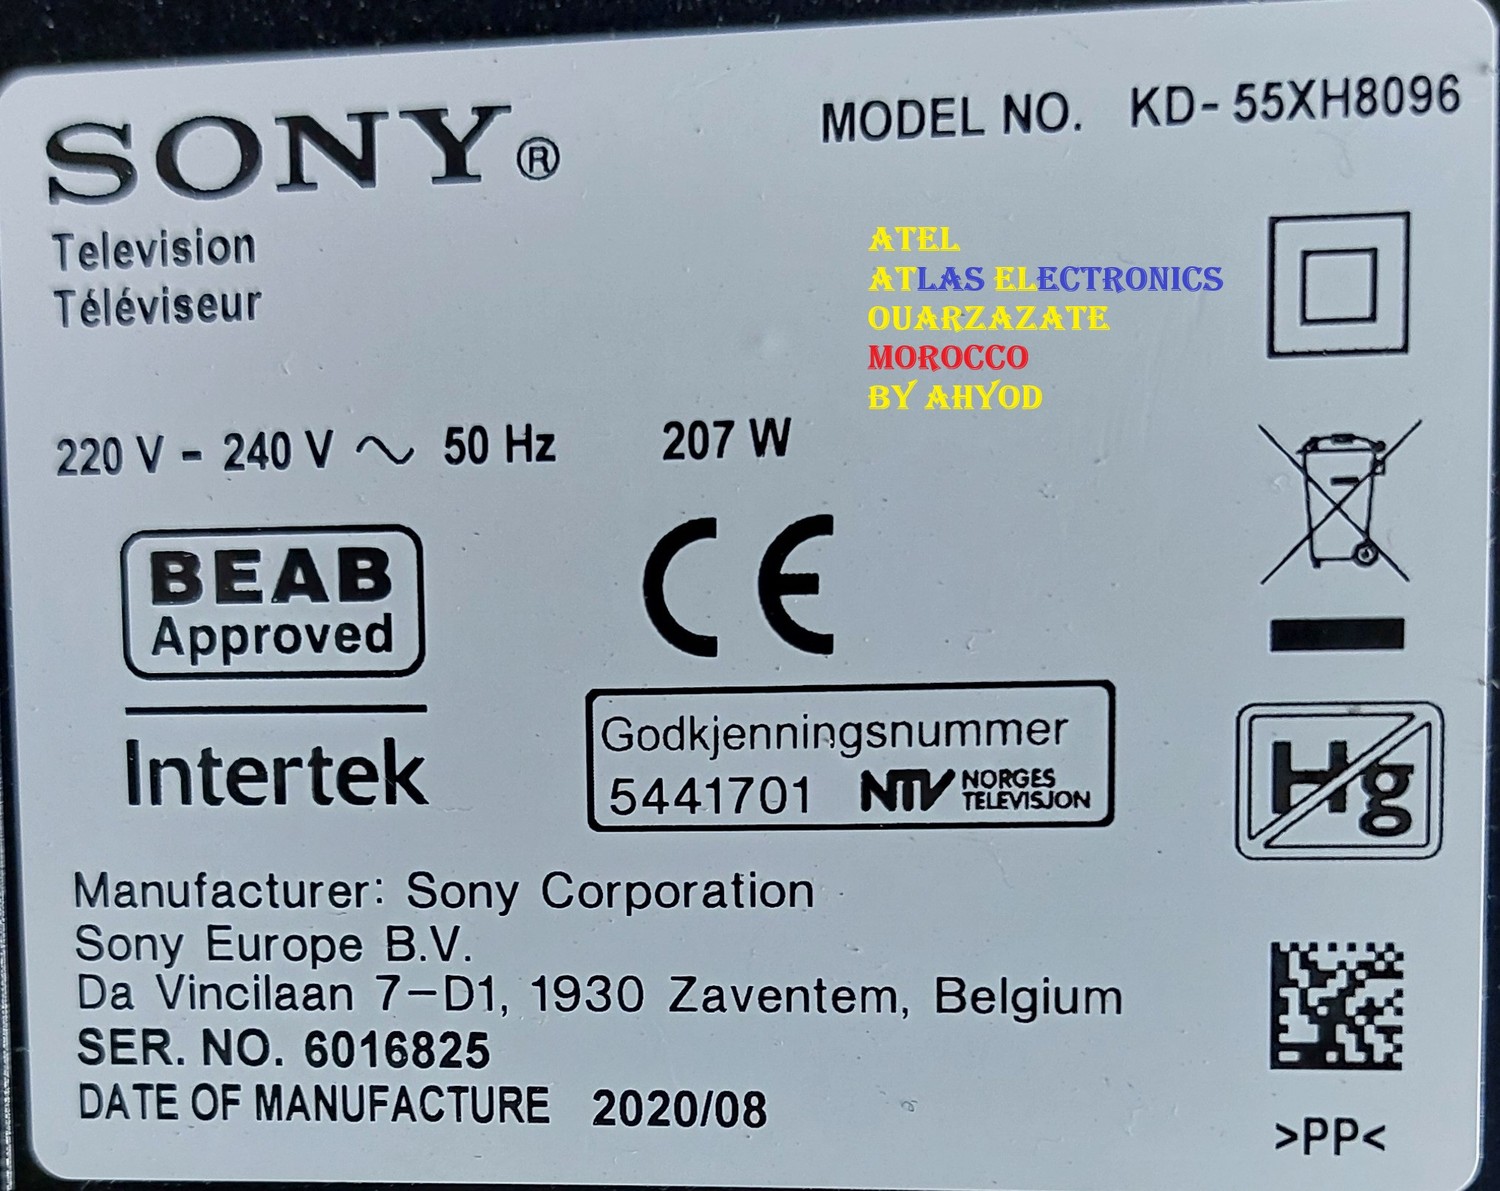 SONY®
MODEL NO. KD-55XH8096
Television
Téléviseur
ATEL
ATLAS ELECTRONICS
OUARZAZATE
MOROCCO
BY AHYOD
220 V - 240 V ~ 50 Hz 207 W
BEAB
Approved
Intertek
CE
Godkjenningsnummer
5441701 NTV NORGES
TELEVISJON
Hg
Manufacturer: Sony Corporation
Sony Europe B.V.
Da Vincilaan 7-D1, 1930 Zaventem, Belgium
SER. NO. 6016825
DATE OF MANUFACTURE 2020/08
>PP<